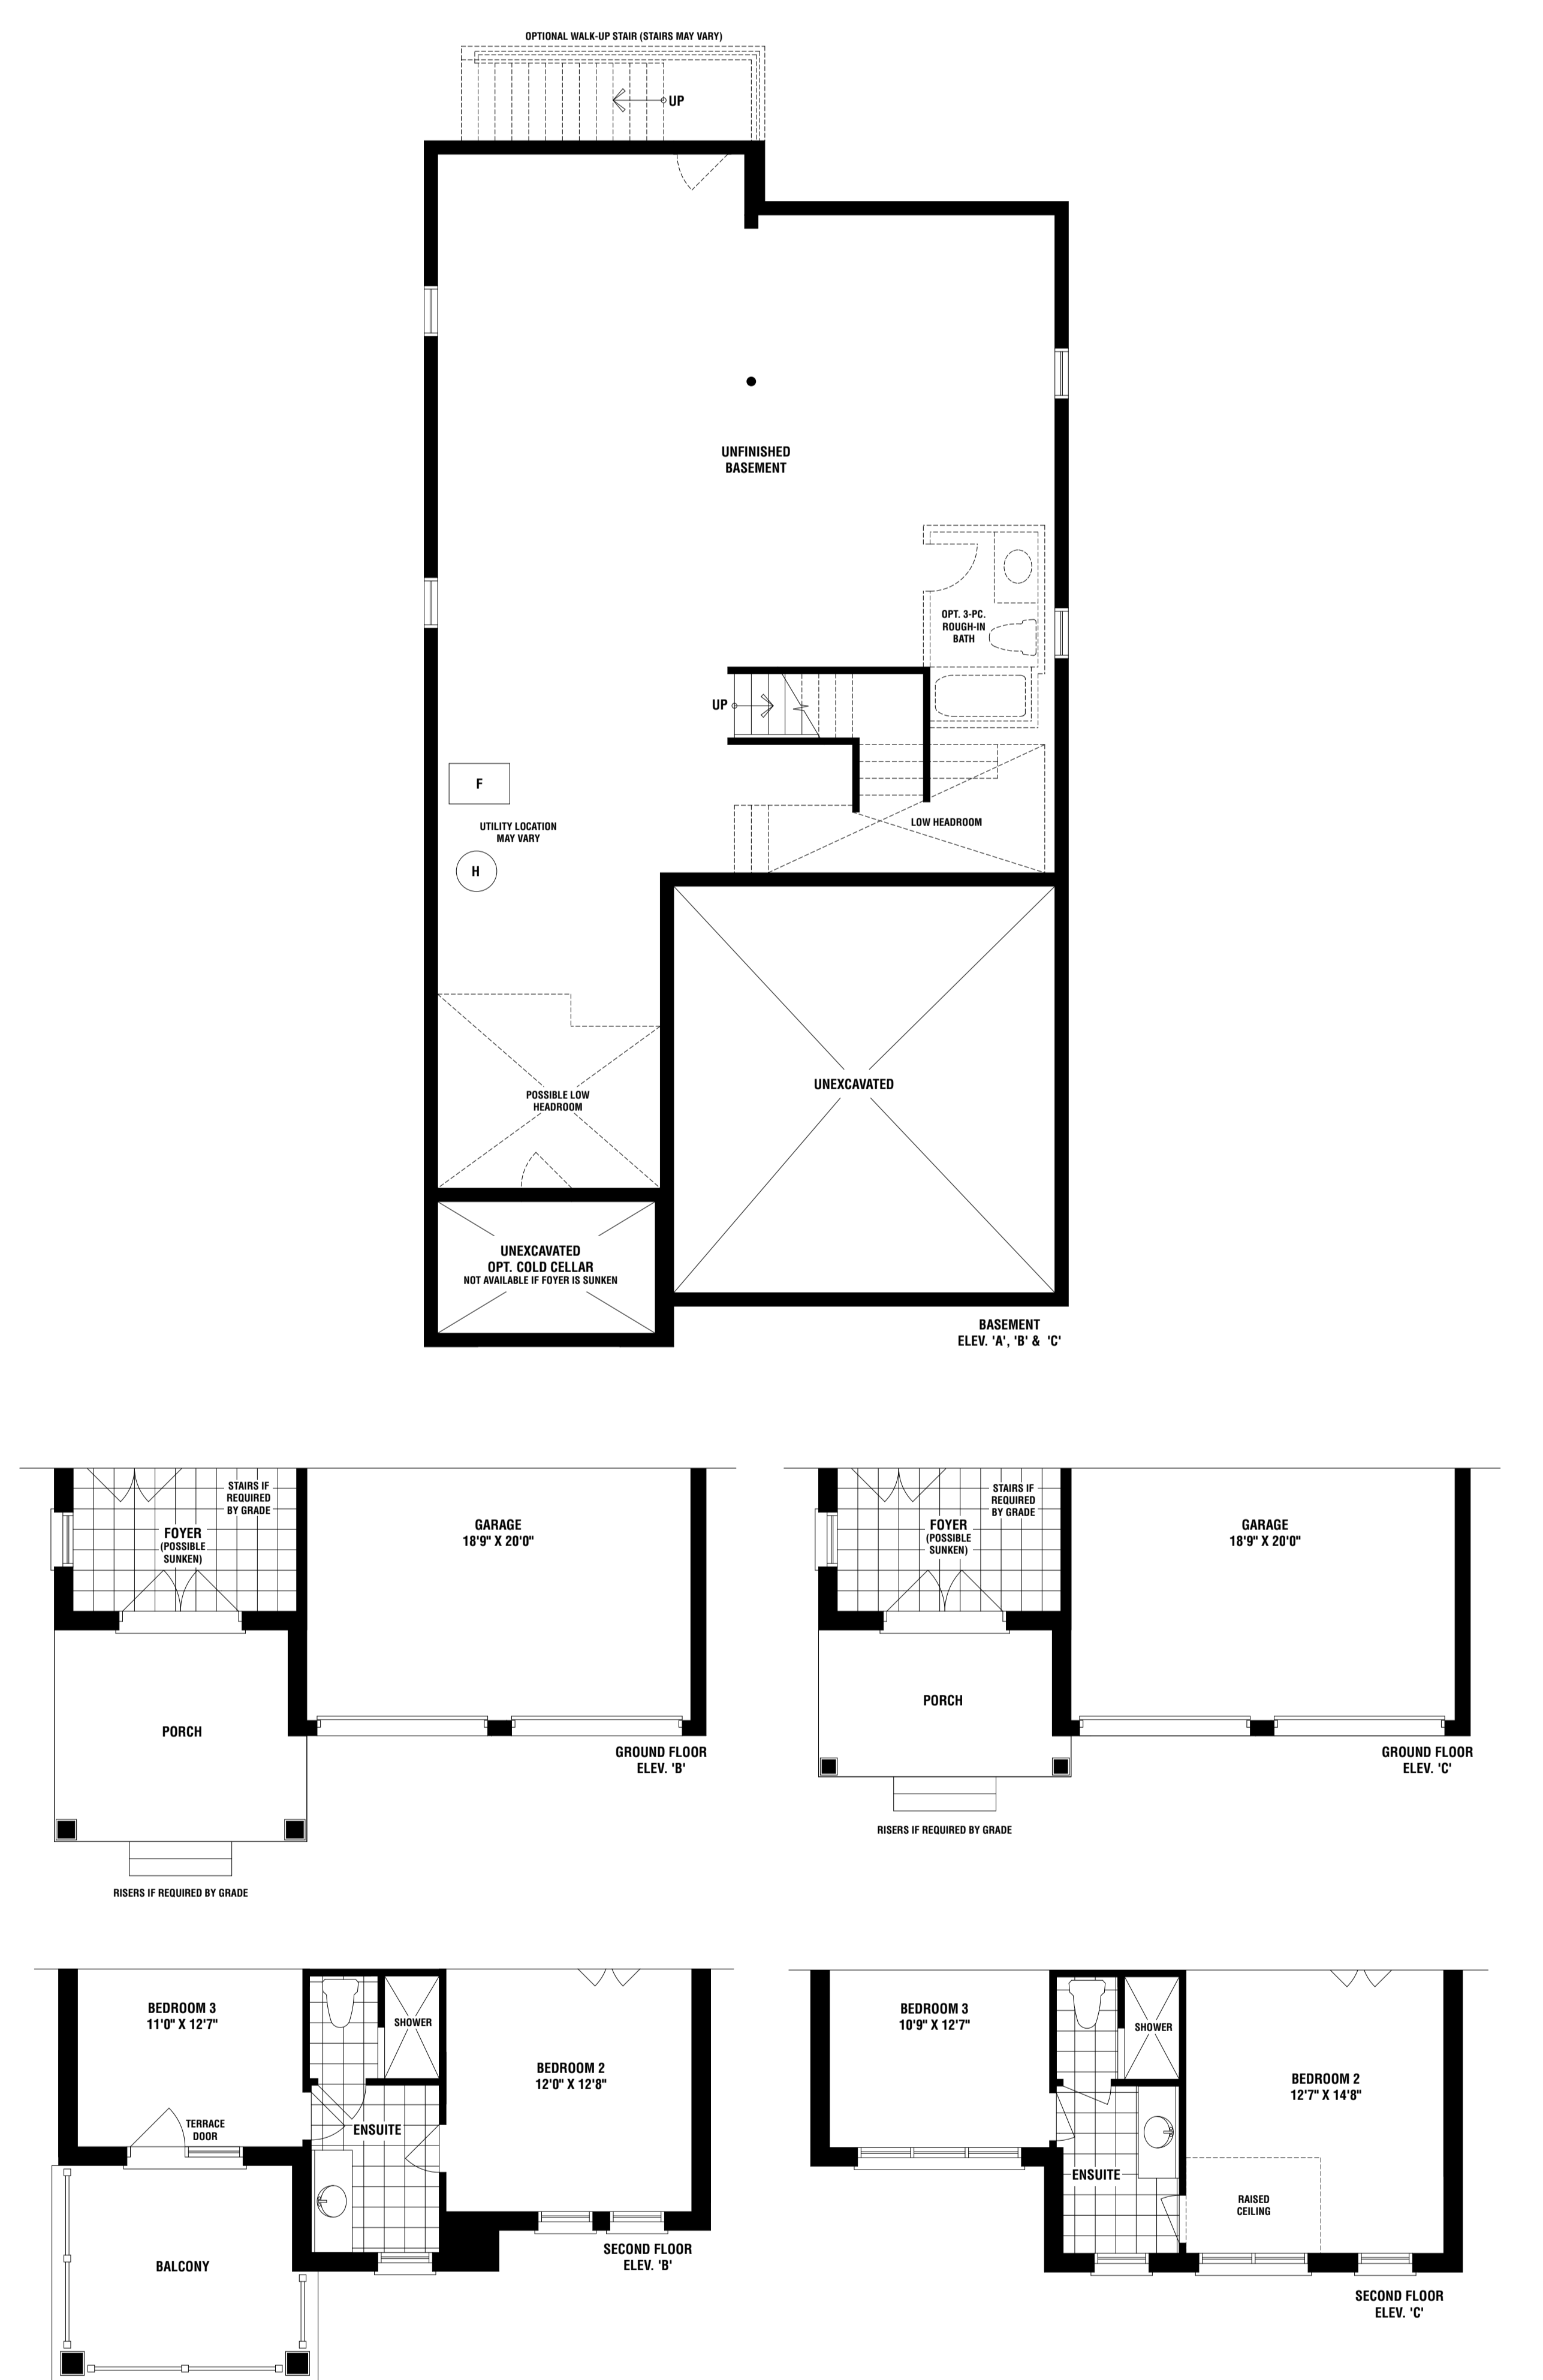 OPTIONAL WALK-UP STAIR (STAIRS MAY VARY)
UP
UNFINISHED
BASEMENT
OPT. 3-PC.
ROUGH-IN
BATH
UP
F
UTILITY LOCATION
MAY VARY
LOW HEADROOM
H
UNEXCAVATED
POSSIBLE LOW
HEADROOM
UNEXCAVATED
OPT. COLD CELLAR
NOT AVAILABLE IF FOYER IS SUNKEN
BASEMENT
ELEV. 'A', 'B' & 'C'
STAIRS IF
REQUIRED
BY GRADE
FOYER
(POSSIBLE
SUNKEN)
GARAGE
18'9" X 20'0"
PORCH
GROUND FLOOR
ELEV. 'B'
RISERS IF REQUIRED BY GRADE
STAIRS IF
REQUIRED
BY GRADE
FOYER
(POSSIBLE
SUNKEN)
GARAGE
18'9" X 20'0"
PORCH
GROUND FLOOR
ELEV. 'C'
RISERS IF REQUIRED BY GRADE
BEDROOM 3
11'0" X 12'7"
SHOWER
BEDROOM 2
12'0" X 12'8"
TERRACE
DOOR
ENSUITE
BALCONY
SECOND FLOOR
ELEV. 'B'
BEDROOM 3
10'9" X 12'7"
SHOWER
BEDROOM 2
12'7" X 14'8"
ENSUITE
RAISED
CEILING
SECOND FLOOR
ELEV. 'C'